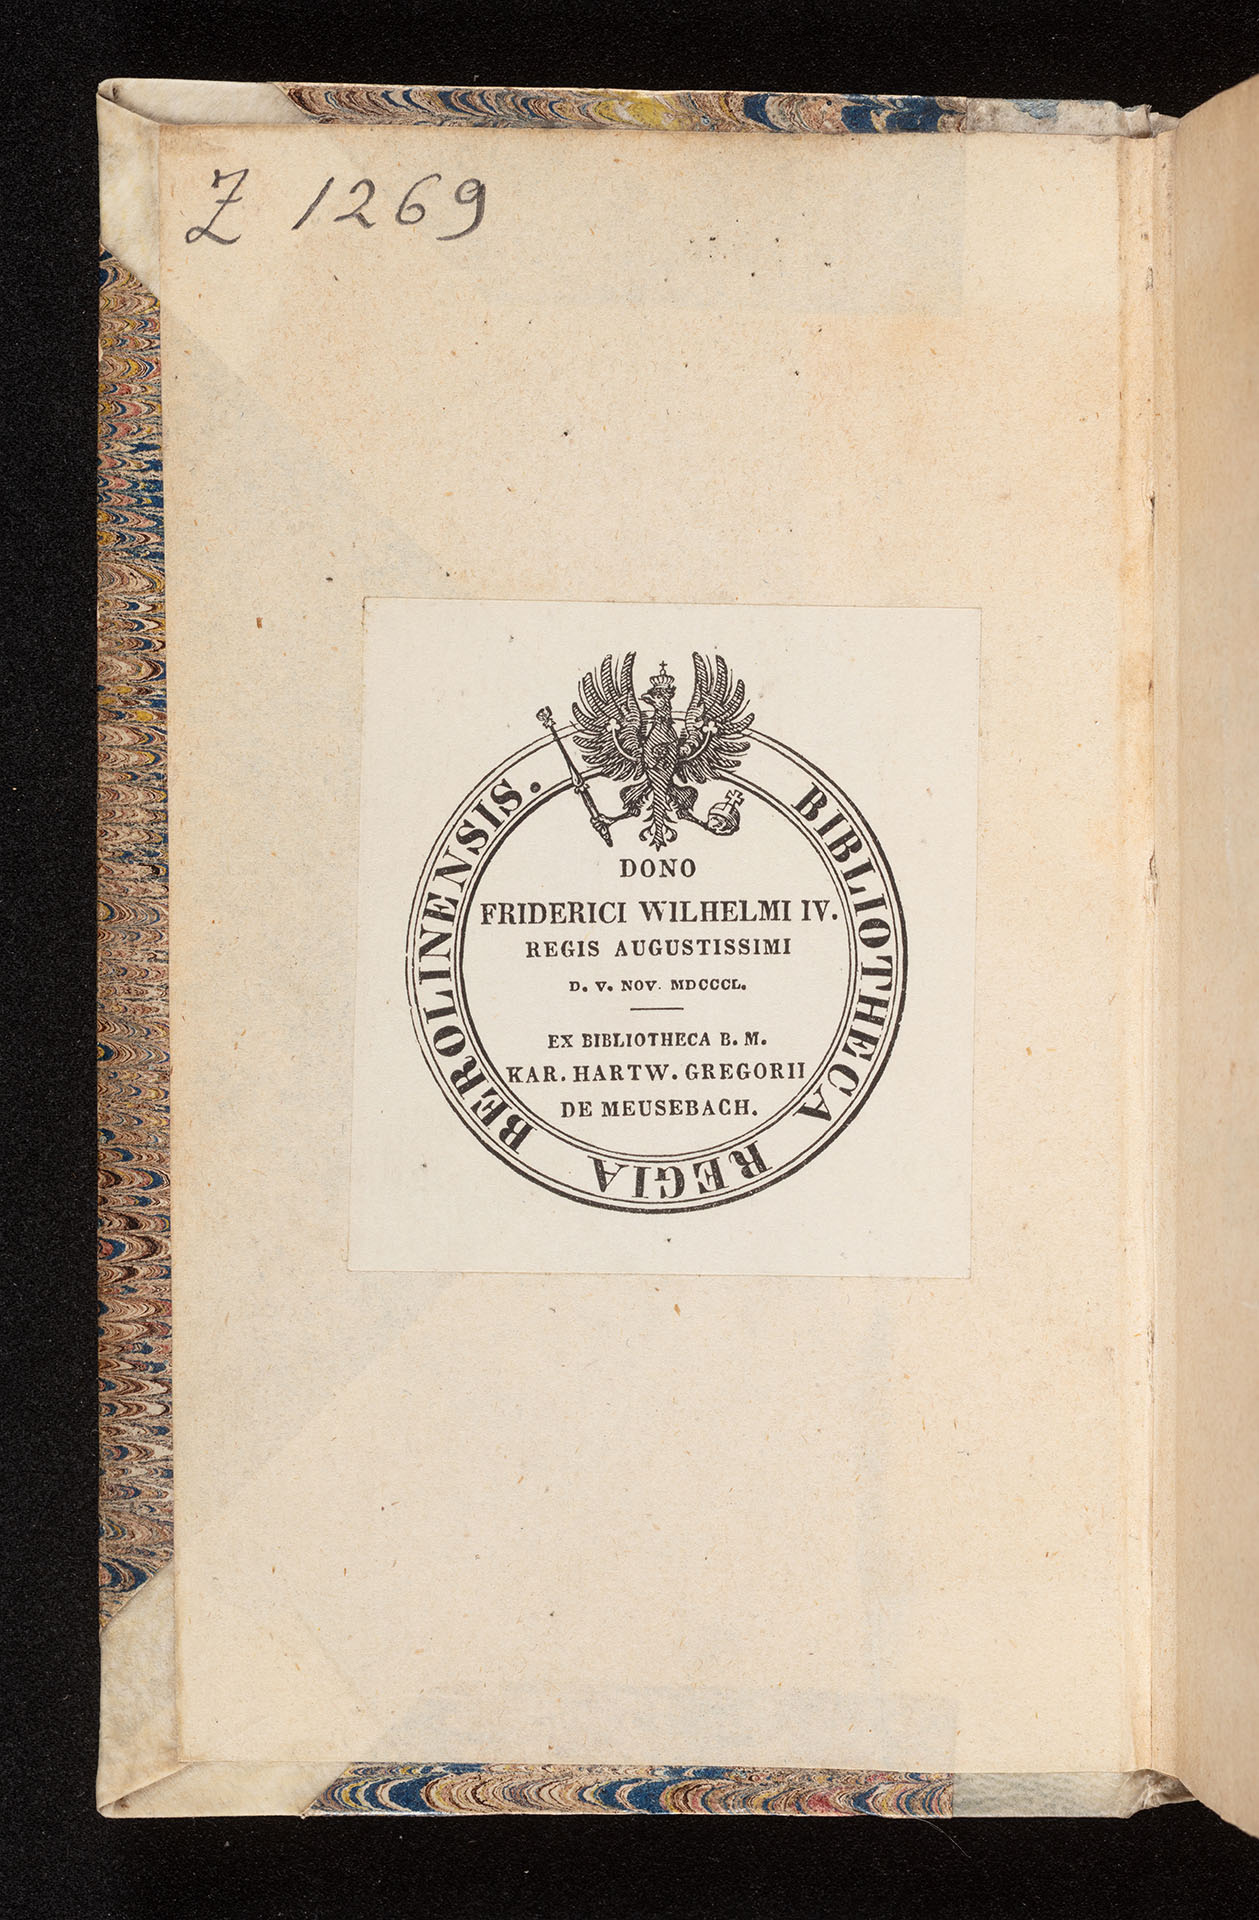 Z 1269
BIBLIOTHECA REGIA BEROLINENSIS.
DONO
FRIDERICI WILHELMI IV.
REGIS AUGUSTISSIMI
D. V. NOV. MDCCCL.
EX BIBLIOTHECA B. M.
KAR. HARTW. GREGORII
DE MEUSEBACH.